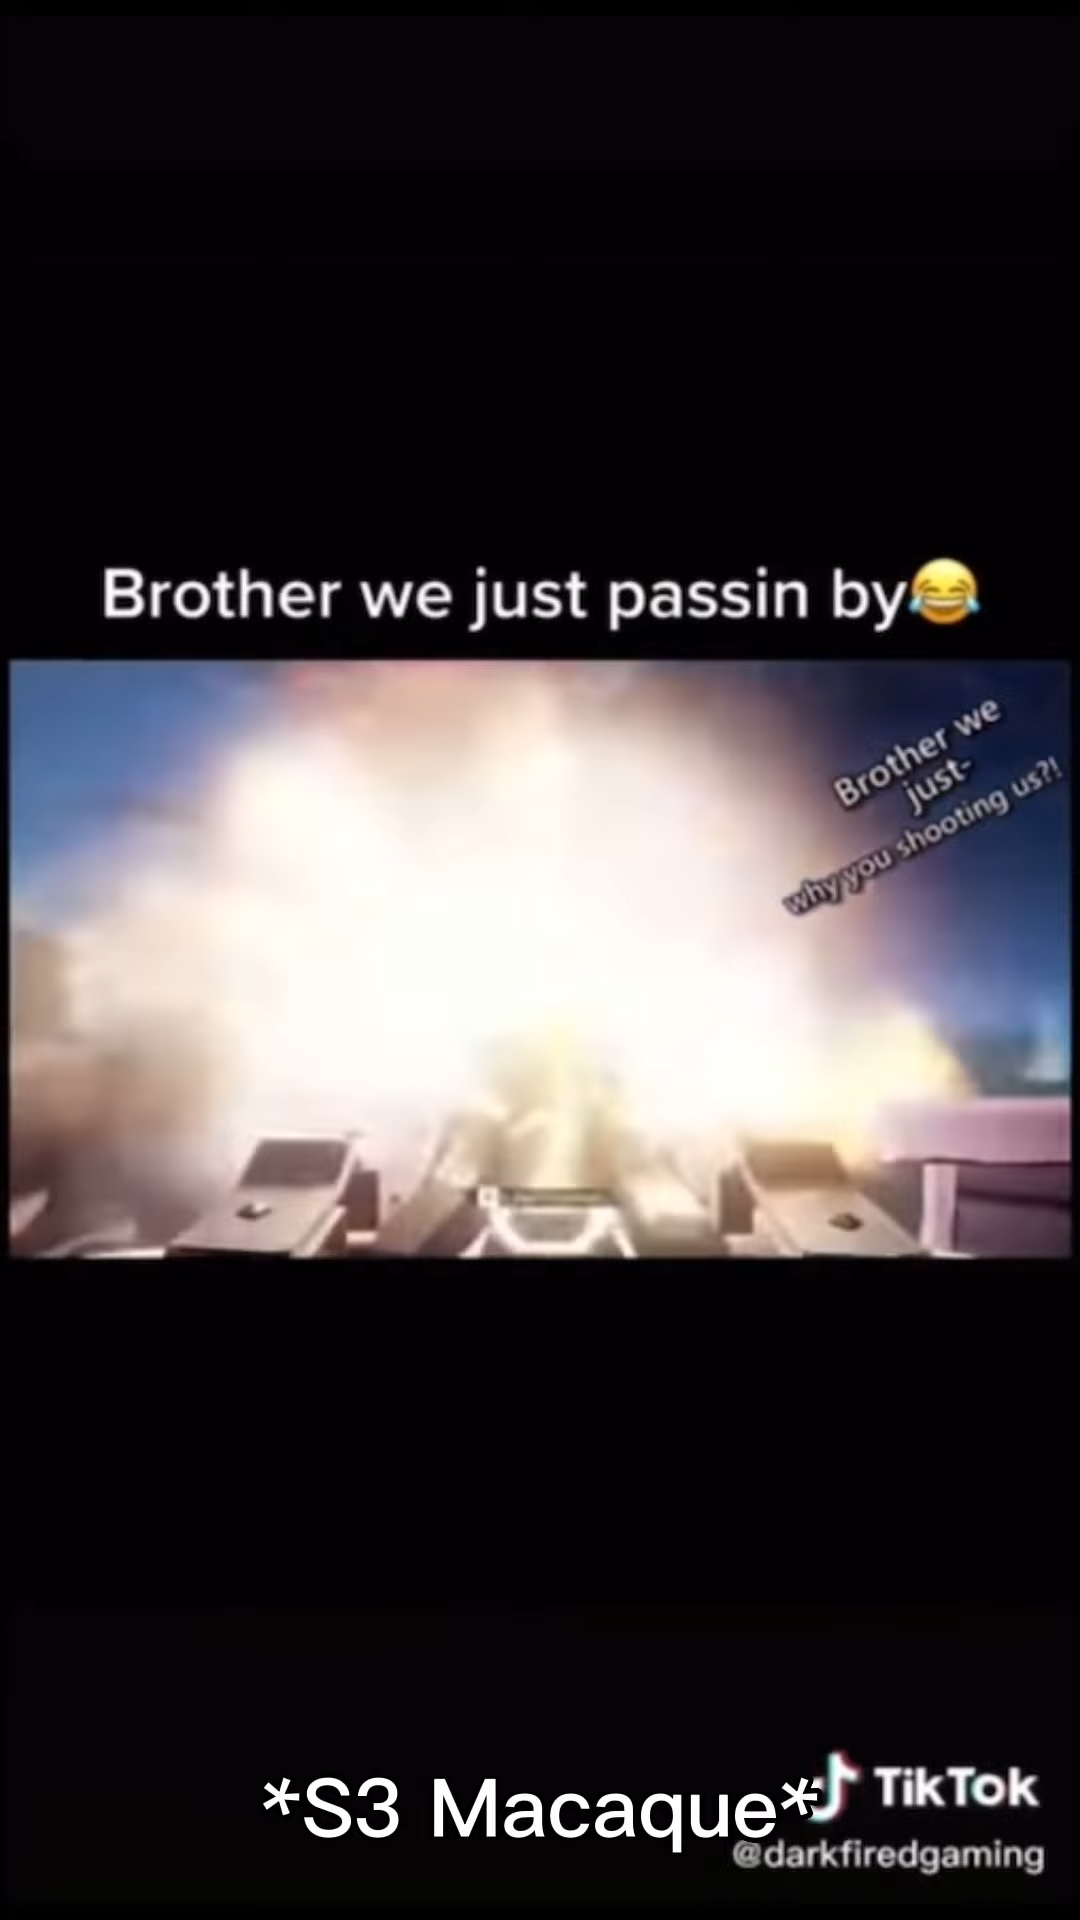 Brother we just passin by😂
Brother we
just-
why you shooting us?!
*S3 Macaque*
TikTok
@darkfiredgaming